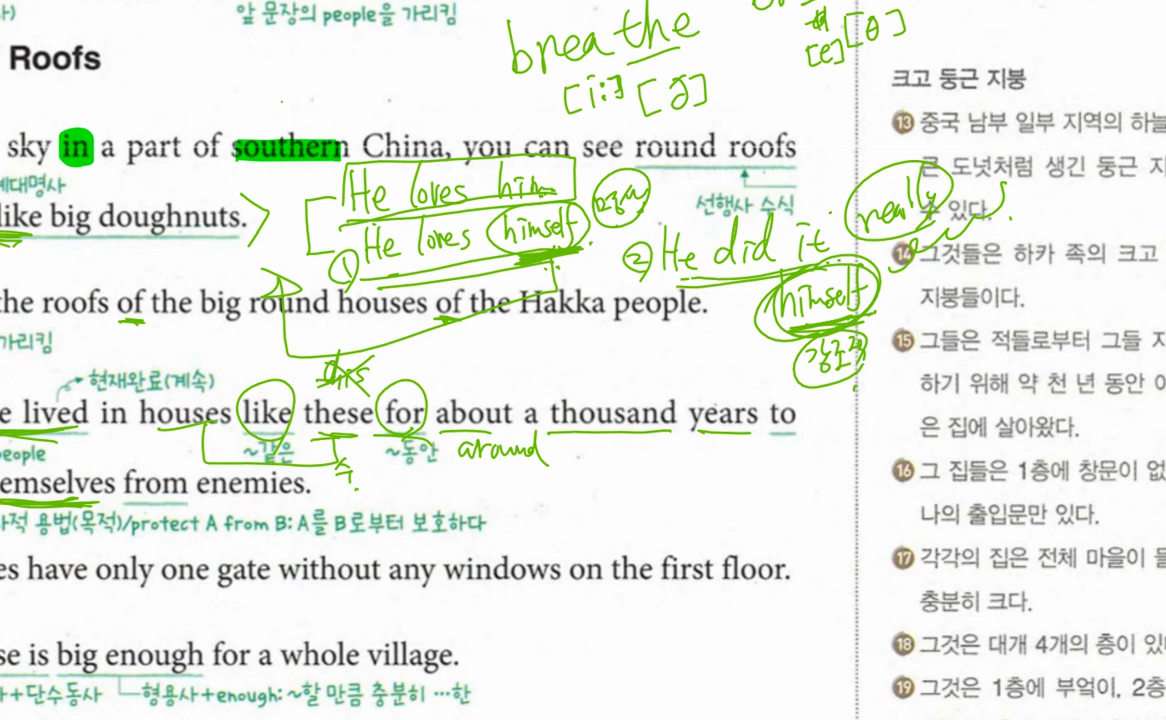 앞 문장의 people을 가리킴
breathe
[i:] [ð]
[e] [θ]
Roofs
크고 둥근 지붕
sky in a part of southern China, you can see round roofs
선행사 수식
like big doughnuts.
He loves him
① He loves himself.
② He did it
really
himself
강조적
the roofs of the big round houses of the Hakka people.
가리킴
현재완료(계속)
lived in houses like these for about a thousand years to
people
~같은
~동안
around
emselves from enemies.
적 용법(목적)/protect A from B: A를 B로부터 보호하다
es have only one gate without any windows on the first floor.
se is big enough for a whole village.
+단수동사
형용사+enough: ~할 만큼 충분히 …한
⑬ 중국 남부 일부 지역의 하늘
큰 도넛처럼 생긴 둥근 지
수 있다.
⑭ 그것들은 하카 족의 크고
지붕들이다.
⑮ 그들은 적들로부터 그들 자
하기 위해 약 천 년 동안 이
은 집에 살아왔다.
⑯ 그 집들은 1층에 창문이 없
나의 출입문만 있다.
⑰ 각각의 집은 전체 마을이 들
충분히 크다.
⑱ 그것은 대개 4개의 층이 있
⑲ 그것은 1층에 부엌이, 2층